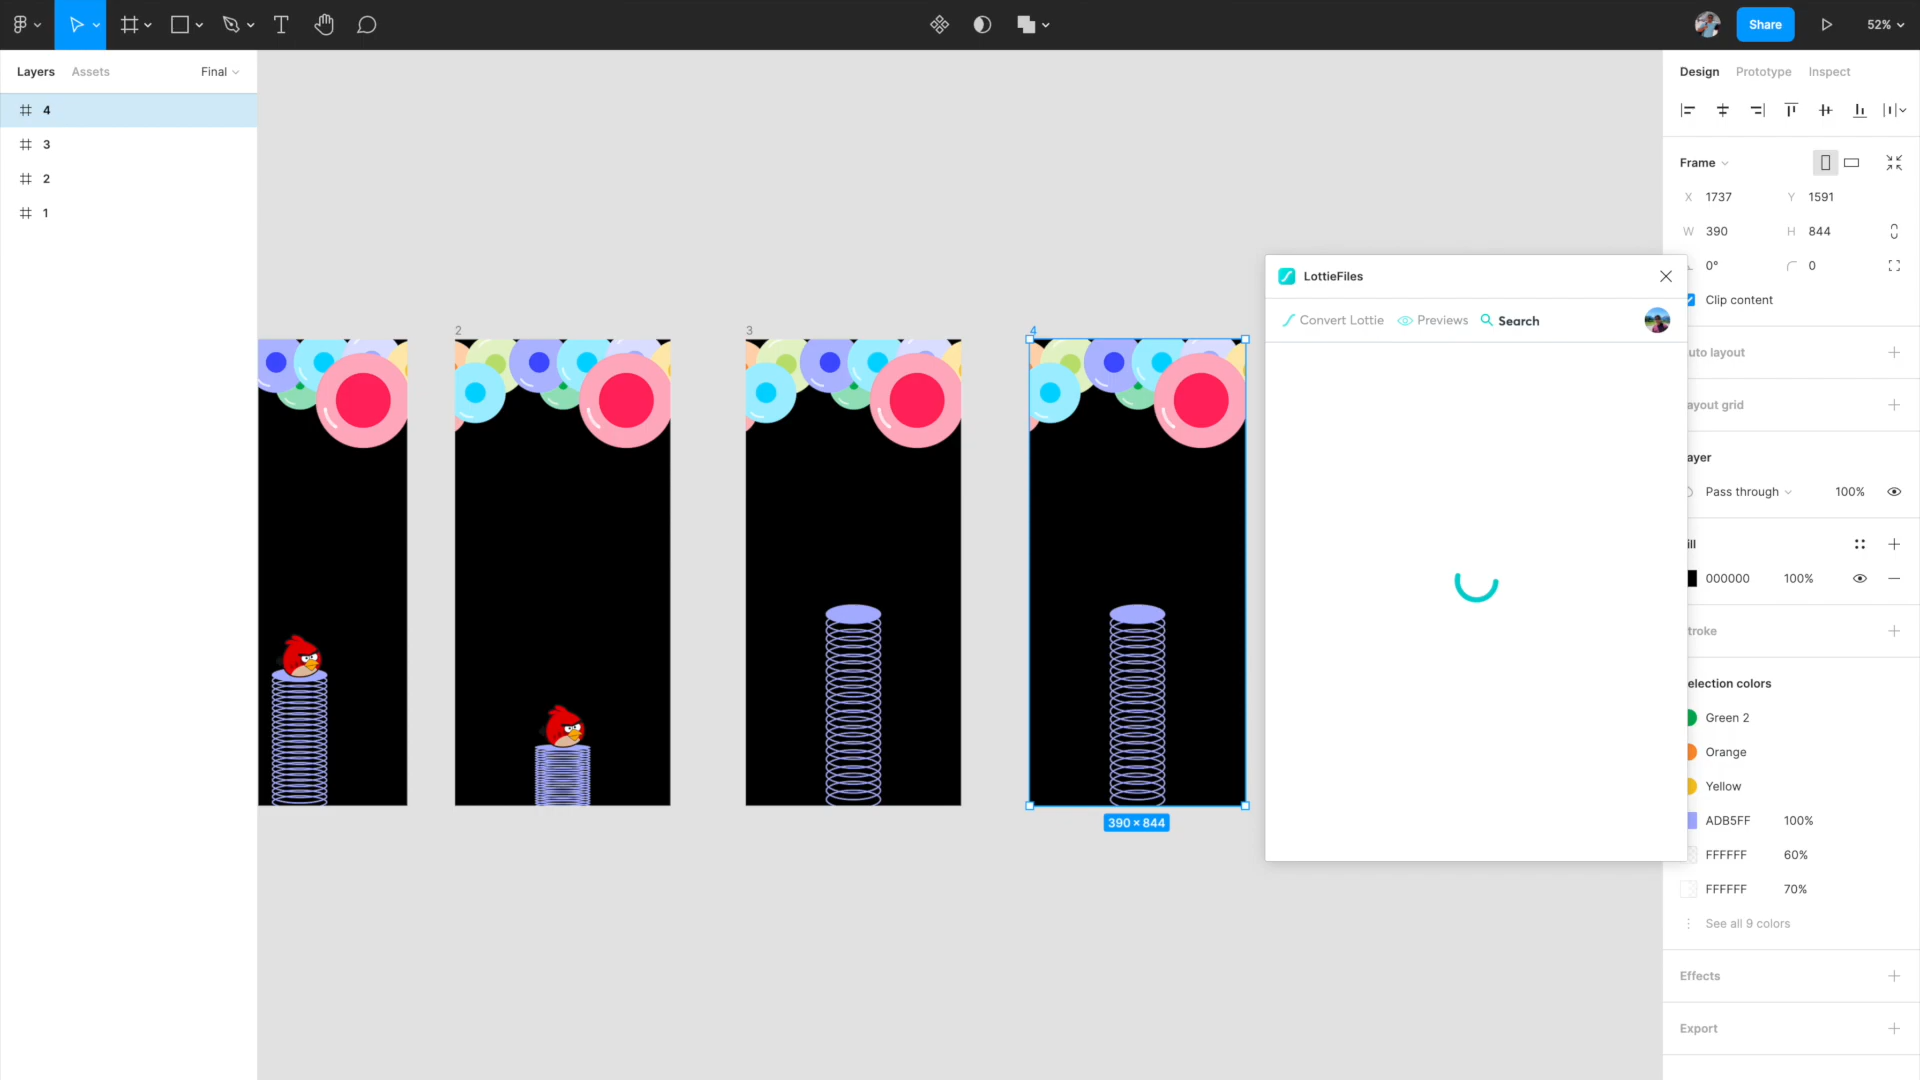 Share
52%
Layers
Assets
Final
4
3
2
1
2
3
4
390 × 844
LottieFiles
Convert Lottie
Previews
Search
Design
Prototype
Inspect
Frame
X
1737
Y
1591
W
390
H
844
0°
0
Clip content
uto layout
ayout grid
ayer
Pass through
100%
ill
000000
100%
troke
election colors
Green 2
Orange
Yellow
ADB5FF
100%
FFFFFF
60%
FFFFFF
70%
See all 9 colors
Effects
Export